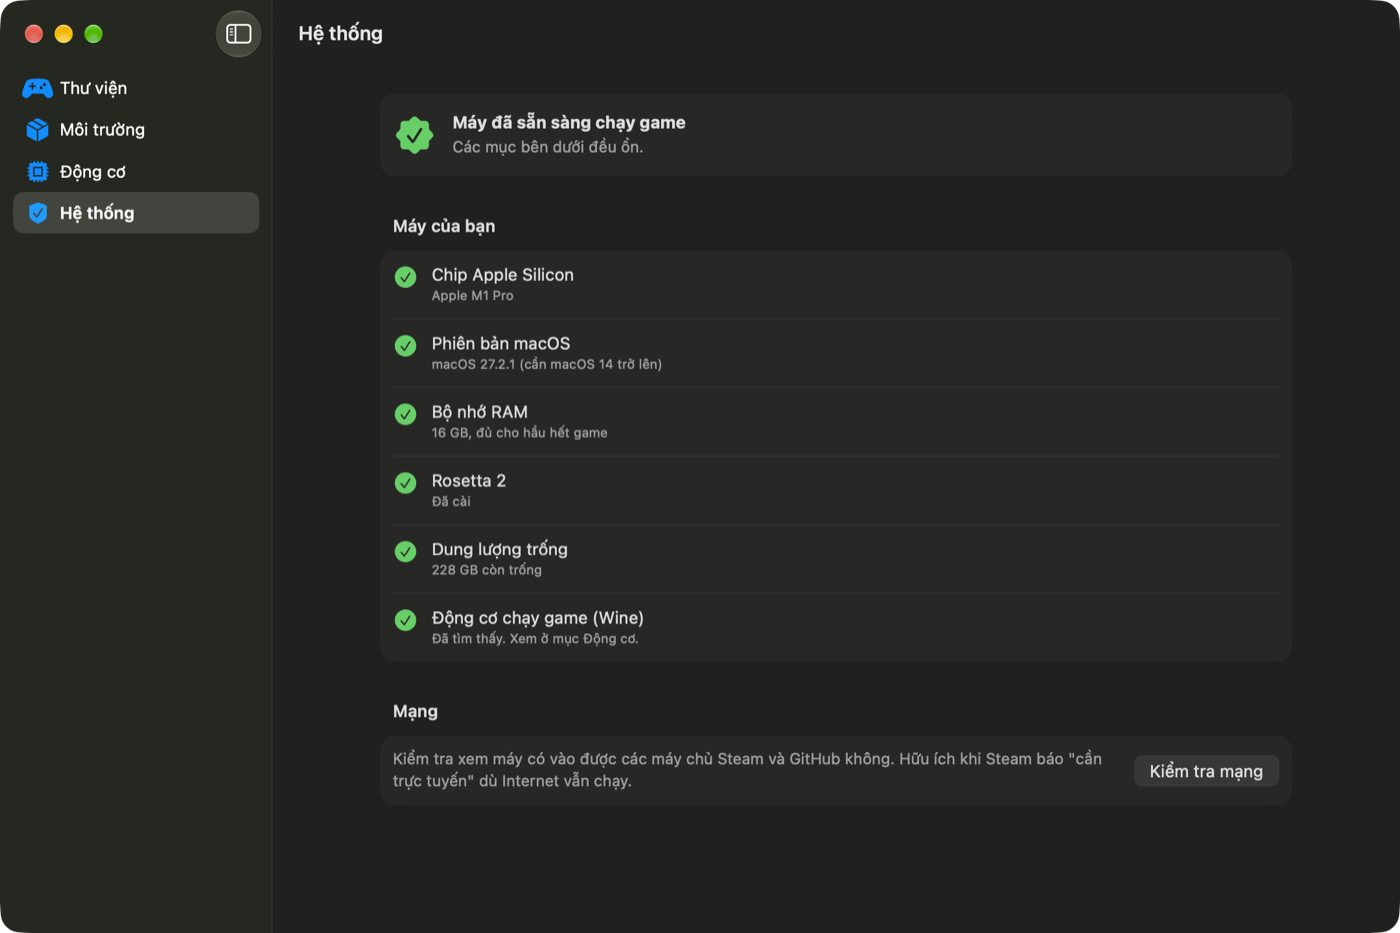 Hệ thống
Thư viện
Môi trường
Động cơ
Hệ thống
Máy đã sẵn sàng chạy game
Các mục bên dưới đều ổn.
Máy của bạn
Chip Apple Silicon
Apple M1 Pro
Phiên bản macOS
macOS 27.2.1 (cần macOS 14 trở lên)
Bộ nhớ RAM
16 GB, đủ cho hầu hết game
Rosetta 2
Đã cài
Dung lượng trống
228 GB còn trống
Động cơ chạy game (Wine)
Đã tìm thấy. Xem ở mục Động cơ.
Mạng
Kiểm tra xem máy có vào được các máy chủ Steam và GitHub không. Hữu ích khi Steam báo "cần
trực tuyến" dù Internet vẫn chạy.
Kiểm tra mạng